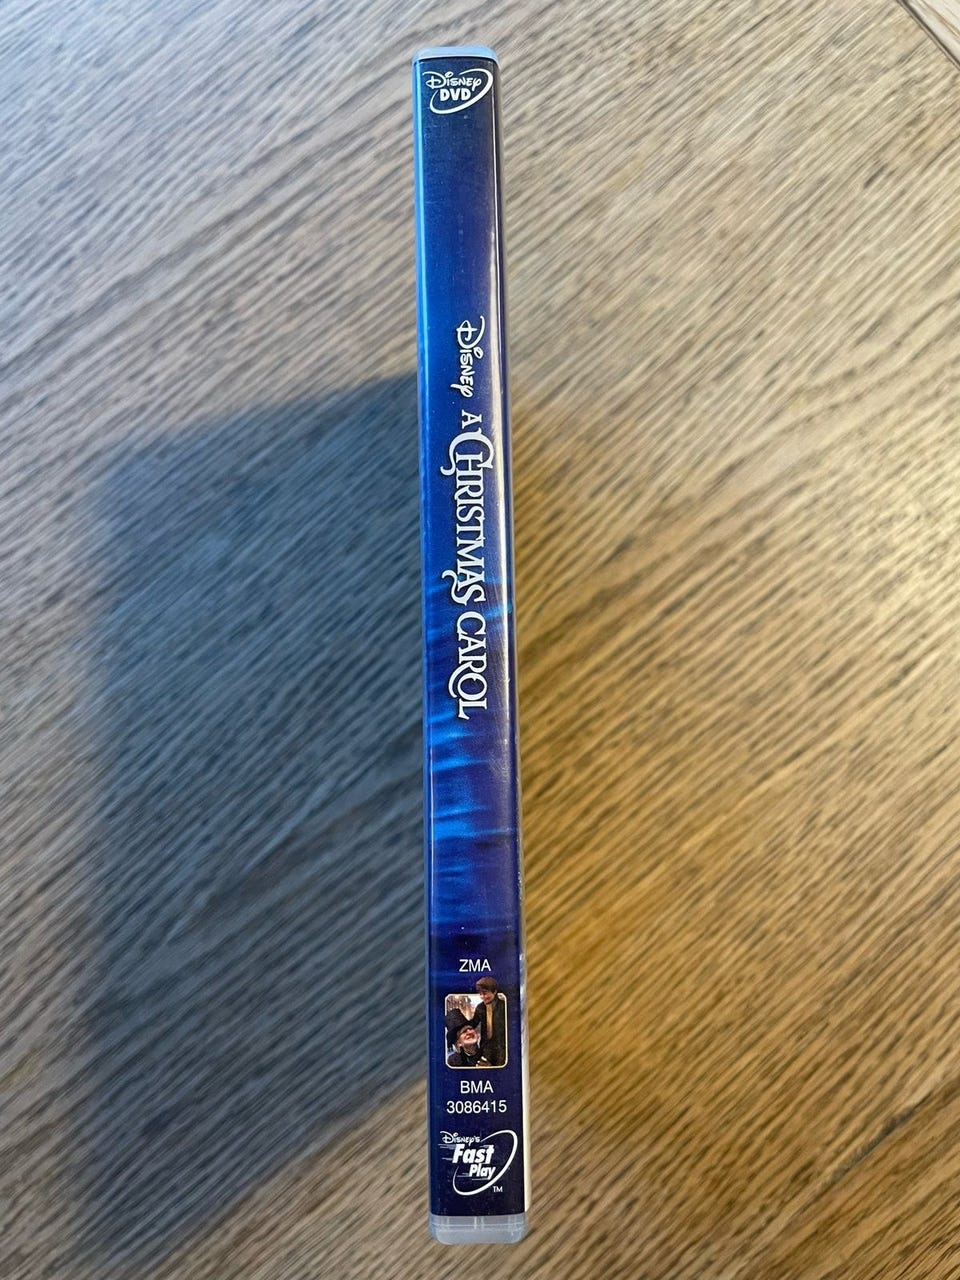 Disney
DVD
Disney A CHRISTMAS CAROL
ZMA
BMA
3086415
Disney's
Fast
Play
TM